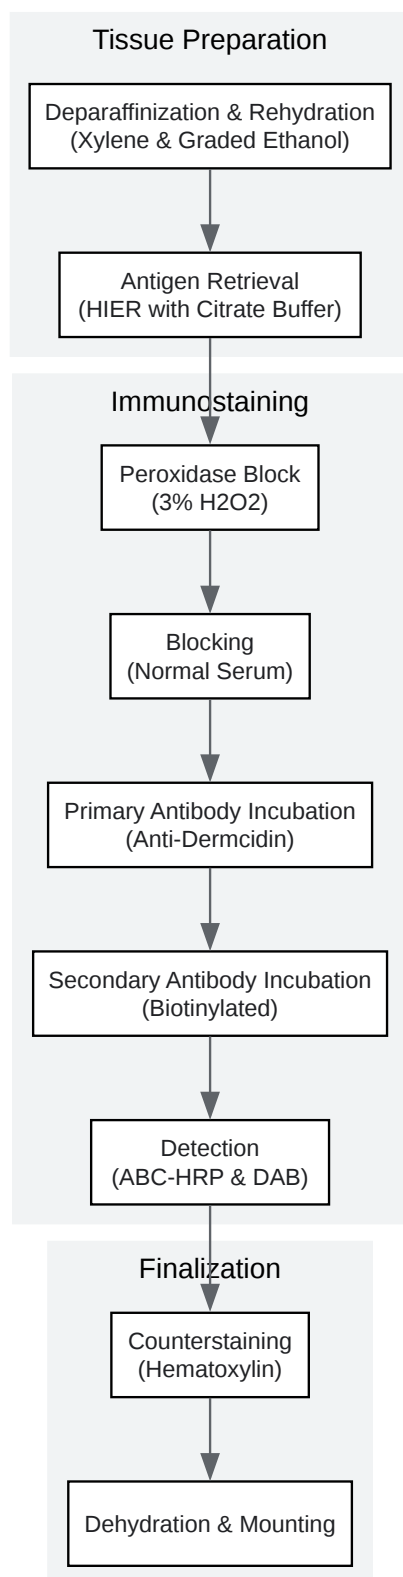 Tissue Preparation
Deparaffinization & Rehydration
(Xylene & Graded Ethanol)
Antigen Retrieval
(HIER with Citrate Buffer)
Immunostaining
Peroxidase Block
(3% H2O2)
Blocking
(Normal Serum)
Primary Antibody Incubation
(Anti-Dermcidin)
Secondary Antibody Incubation
(Biotinylated)
Detection
(ABC-HRP & DAB)
Finalization
Counterstaining
(Hematoxylin)
Dehydration & Mounting